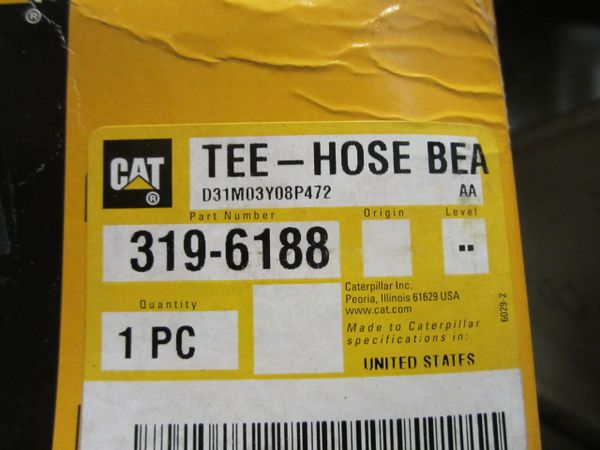 ®
CAT
®
TEE-HOSE BEA
D31M03Y08P472 AA
Part Number Origin Level
319-6188 ..
Caterpillar Inc.
Peoria, Illinois 61629 USA
www.cat.com
Quantity
1 PC
Made to Caterpillar
specifications in:
UNITED STATES
6029-2